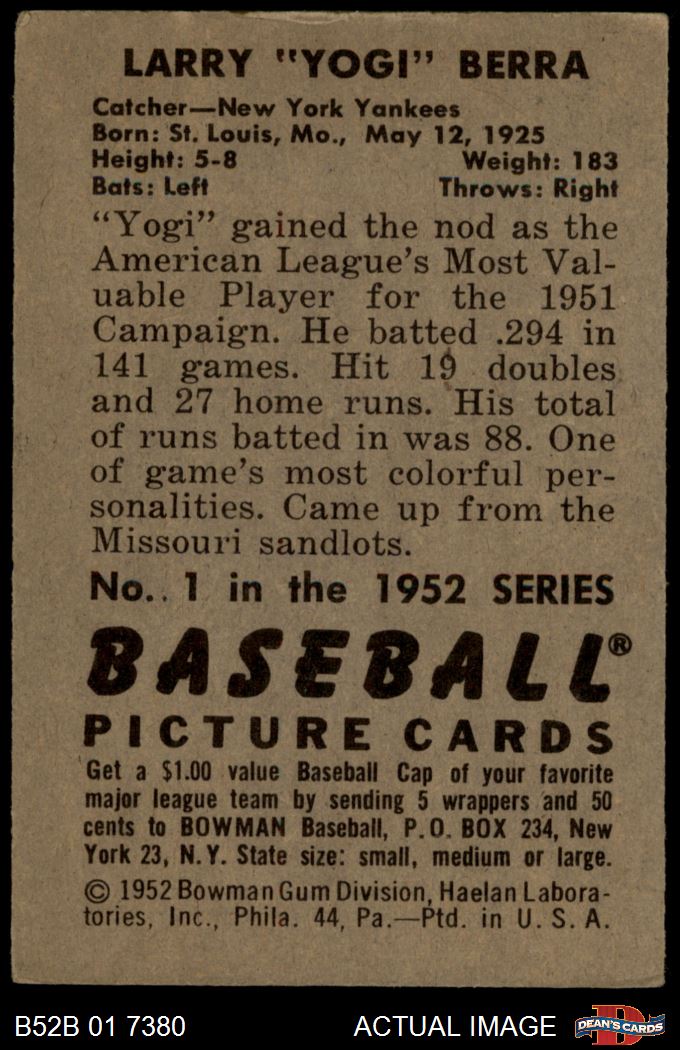 LARRY "YOGI" BERRA
Catcher—New York Yankees
Born: St. Louis, Mo., May 12, 1925
Height: 5-8 Weight: 183
Bats: Left Throws: Right
"Yogi" gained the nod as the
American League's Most Val-
uable Player for the 1951
Campaign. He batted .294 in
141 games. Hit 19 doubles
and 27 home runs. His total
of runs batted in was 88. One
of game's most colorful per-
sonalities. Came up from the
Missouri sandlots.
No.. 1 in the 1952 SERIES
BASEBALL®
PICTURE CARDS
Get a $1.00 value Baseball Cap of your favorite
major league team by sending 5 wrappers and 50
cents to BOWMAN Baseball, P.O. BOX 234, New
York 23, N.Y. State size: small, medium or large.
© 1952 Bowman Gum Division, Haelan Labora-
tories, Inc., Phila. 44, Pa.—Ptd. in U. S. A.
B52B 01 7380 ACTUAL IMAGE DEAN'S CARDS